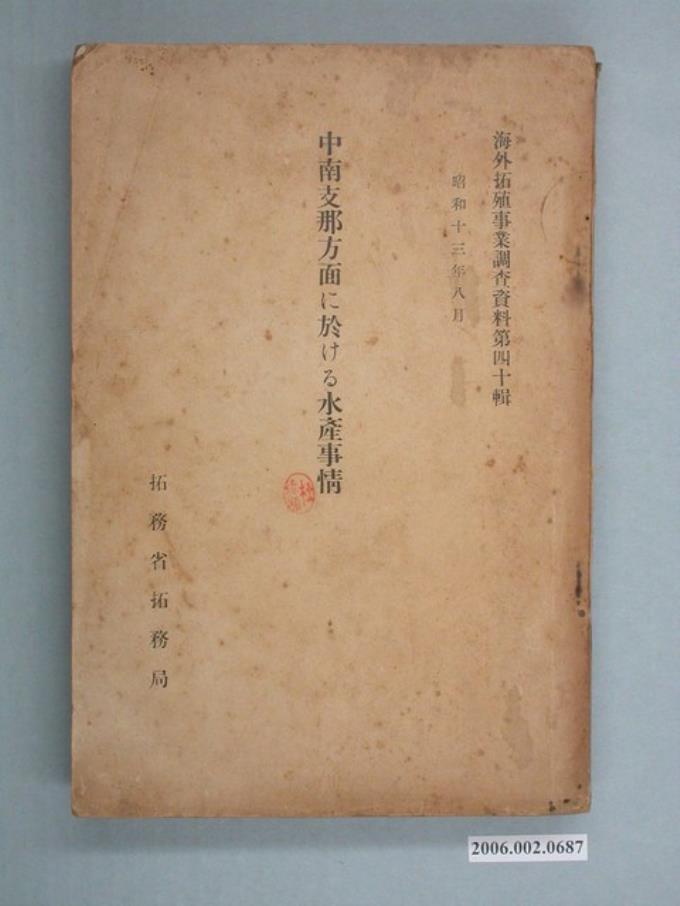 海外拓殖事業調査資料第四十輯
昭和十三年八月
中南支那方面に於ける水產事情
拓務省拓務局
2006.002.0687